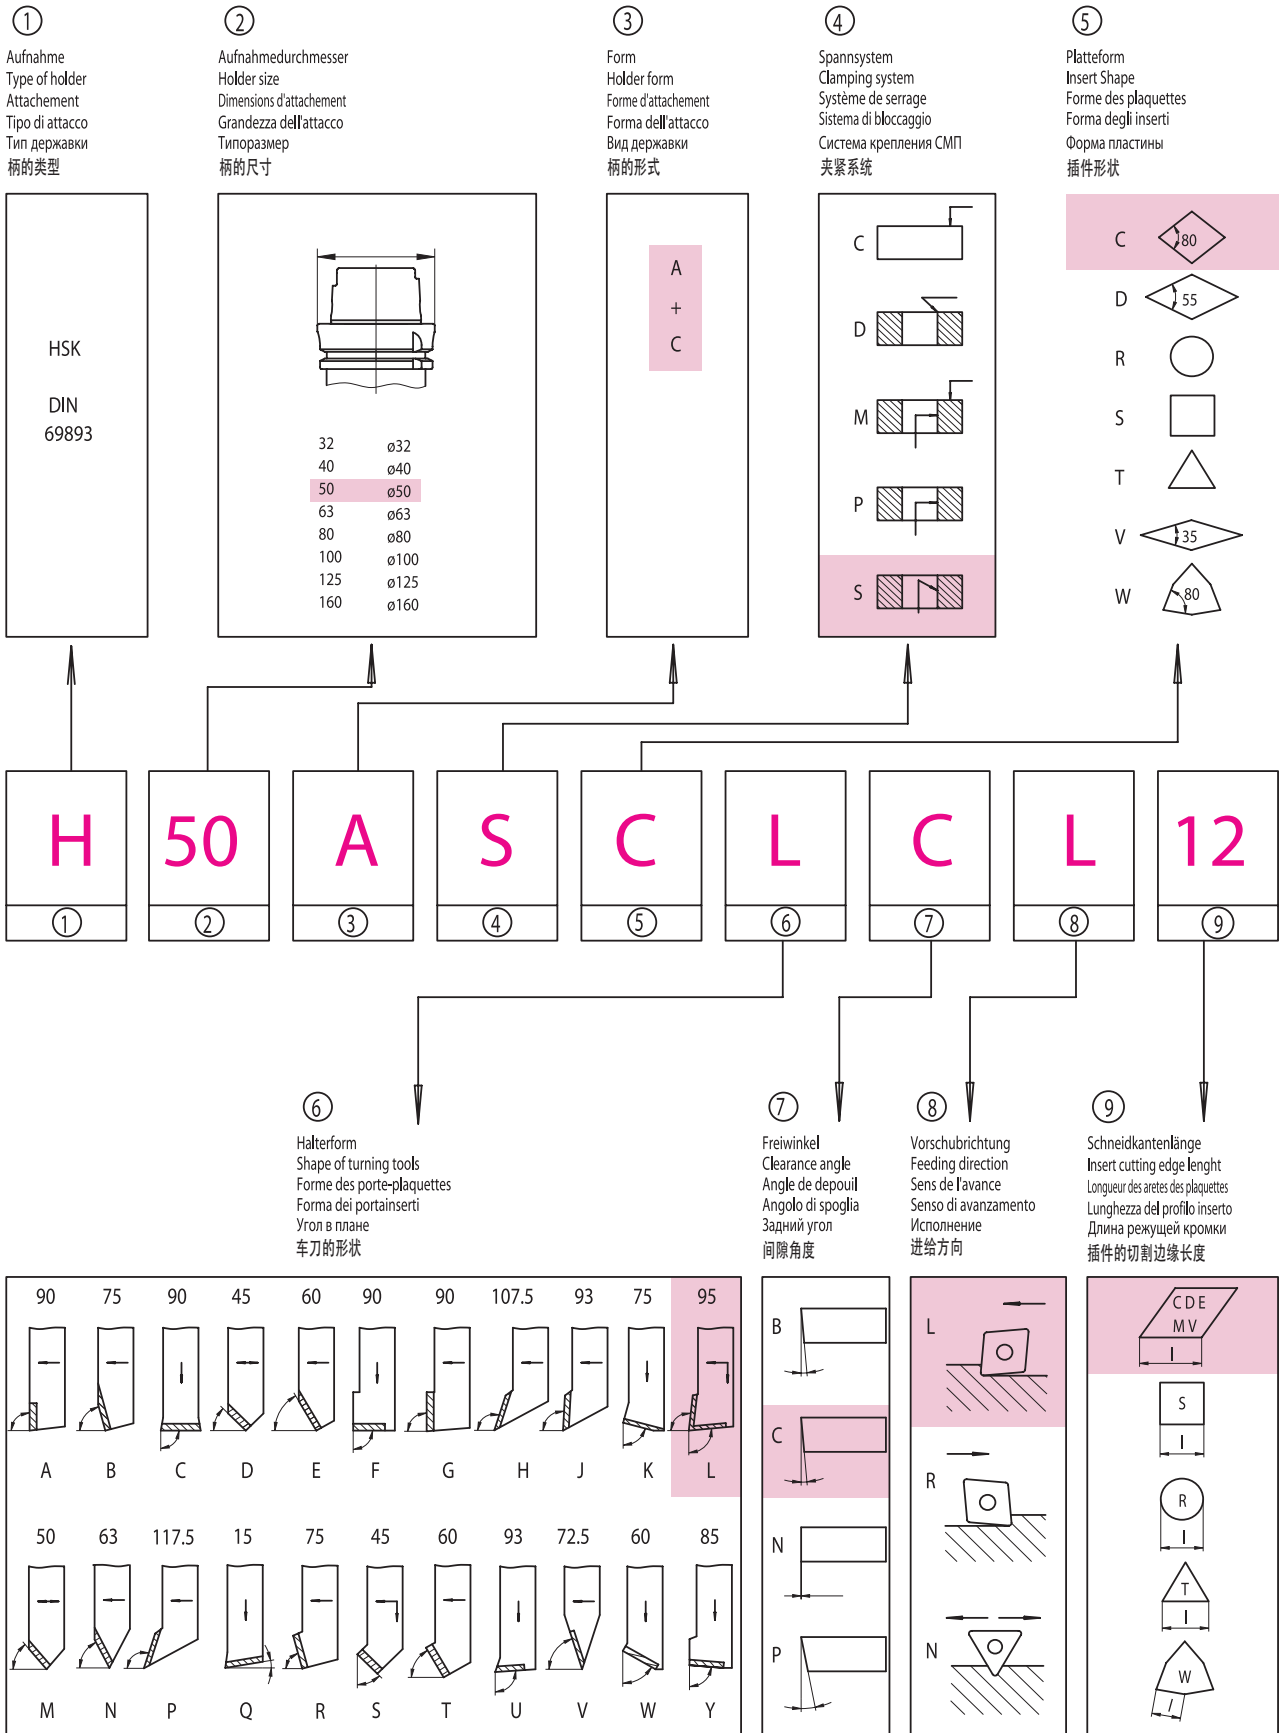 ①
Aufnahme
Type of holder
Attachement
Tipo di attacco
Тип державки
柄的类型
②
Aufnahmedurchmesser
Holder size
Dimensions d'attachement
Grandezza dell'attacco
Типоразмер
柄的尺寸
③
Form
Holder form
Forme d'attachement
Forma dell'attacco
Вид державки
柄的形式
④
Spannsystem
Clamping system
Système de serrage
Sistema di bloccaggio
Система крепления СМП
夹紧系统
⑤
Platteform
Insert Shape
Forme des plaquettes
Forma degli inserti
Форма пластины
插件形状
HSK
DIN
69893
32 ø32
40 ø40
50 ø50
63 ø63
80 ø80
100 ø100
125 ø125
160 ø160
A
+
C
C
D
M
P
S
C 80
D 55
R
S
T
V 35
W 80
H 50 A S C L C L 12
① ② ③ ④ ⑤ ⑥ ⑦ ⑧ ⑨
⑥
Halterform
Shape of turning tools
Forme des porte-plaquettes
Forma dei portainserti
Угол в плане
车刀的形状
⑦
Freiwinkel
Clearance angle
Angle de depouil
Angolo di spoglia
Задний угол
间隙角度
⑧
Vorschubrichtung
Feeding direction
Sens de l'avance
Senso di avanzamento
Исполнение
进给方向
⑨
Schneidkantenlänge
Insert cutting edge lenght
Longueur des aretes des plaquettes
Lunghezza del profilo inserto
Длина режущей кромки
插件的切割边缘长度
90 75 90 45 60 90 90 107.5 93 75 95
A B C D E F G H J K L
50 63 117.5 15 75 45 60 93 72.5 60 85
M N P Q R S T U V W Y
B
C
N
P
L
R
N
C D E
M V
l
S
l
R
l
T
l
W
l